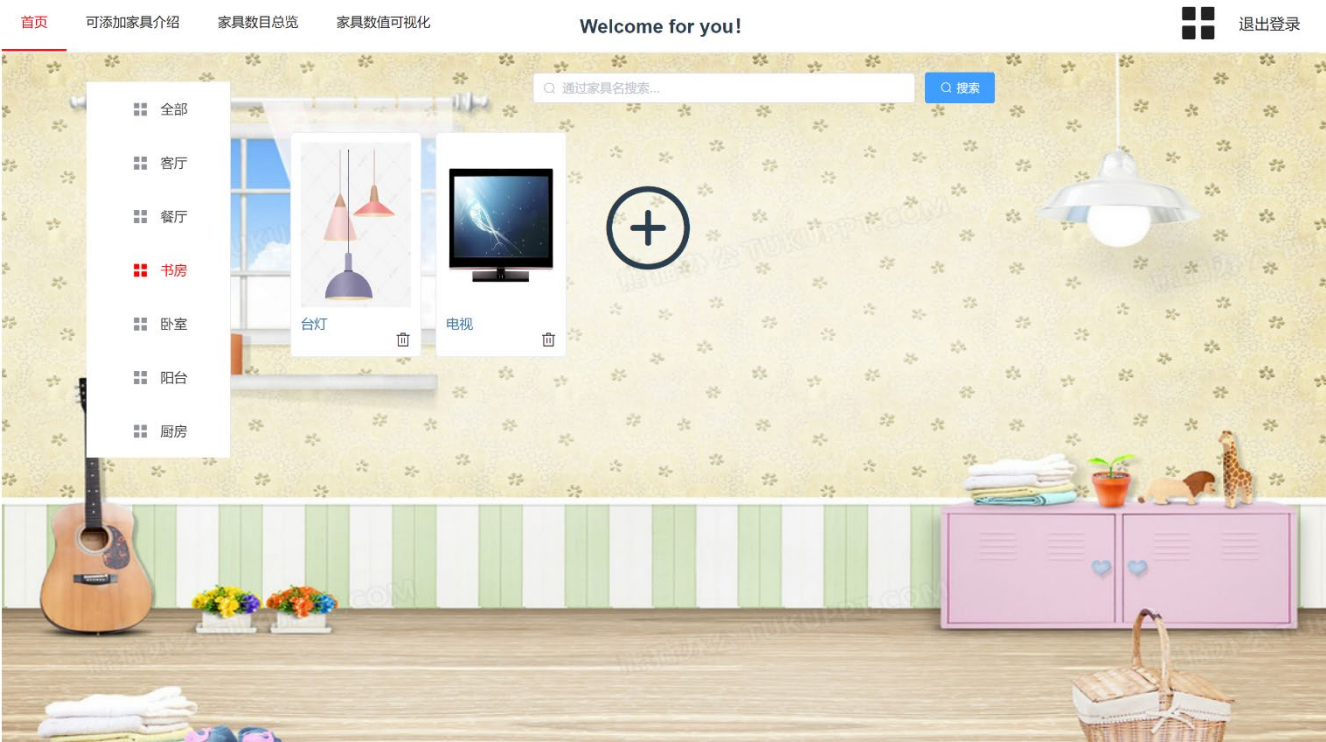 首页 可添加家具介绍 家具数目总览 家具数值可视化 Welcome for you! 退出登录
通过家具名搜索... 搜索
全部
客厅
餐厅
书房
卧室
阳台
厨房
台灯 电视